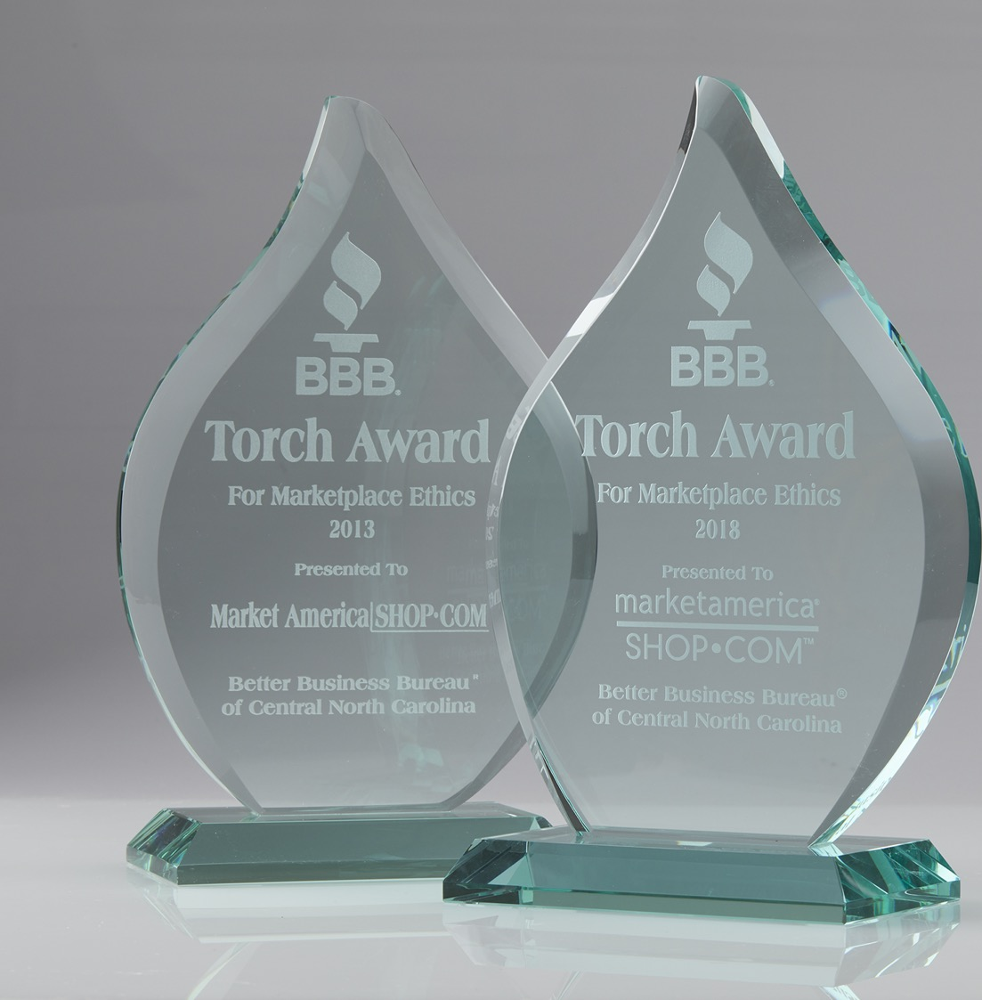 BBB®
Torch Award
For Marketplace Ethics
2013
Presented To
Market America|SHOP•COM
Better Business Bureau®
of Central North Carolina
BBB®
Torch Award
For Marketplace Ethics
2018
Presented To
marketamerica®
SHOP•COM™
Better Business Bureau®
of Central North Carolina